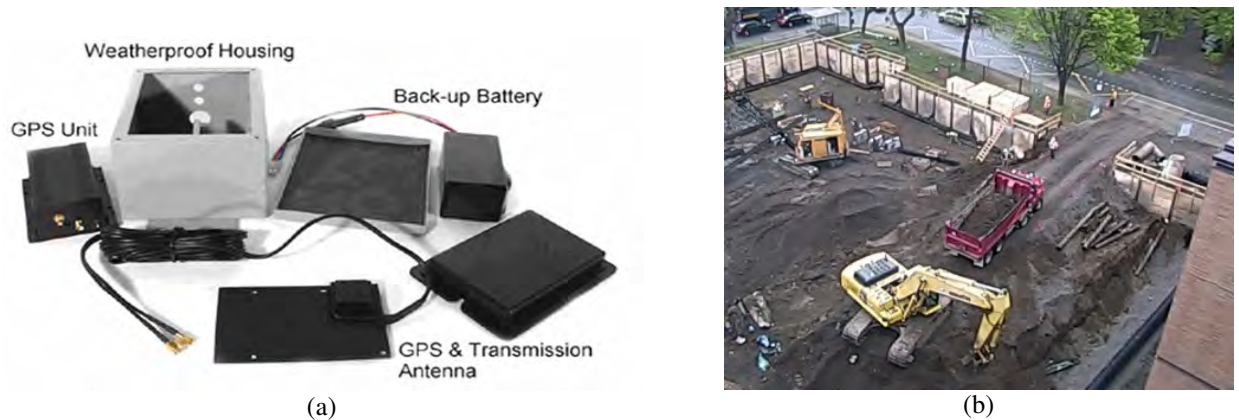 Weatherproof Housing
Back-up Battery
GPS Unit
GPS & Transmission
Antenna
(a)
(b)